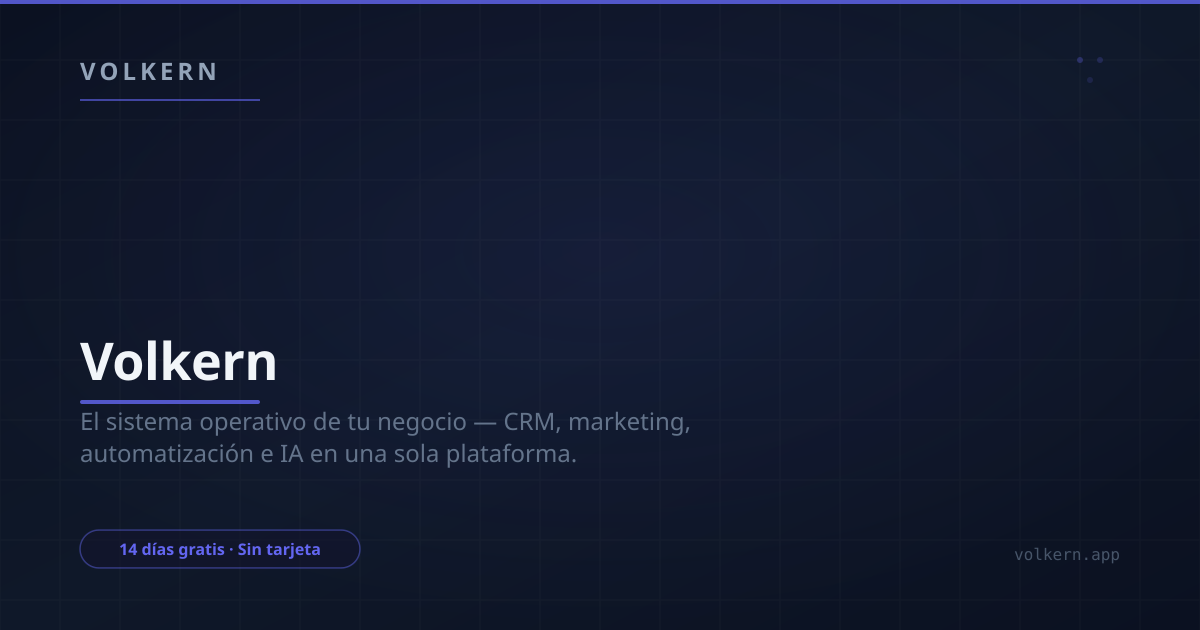 VOLKERN
Volkern
El sistema operativo de tu negocio — CRM, marketing,
automatización e IA en una sola plataforma.
14 días gratis · Sin tarjeta
volkern.app